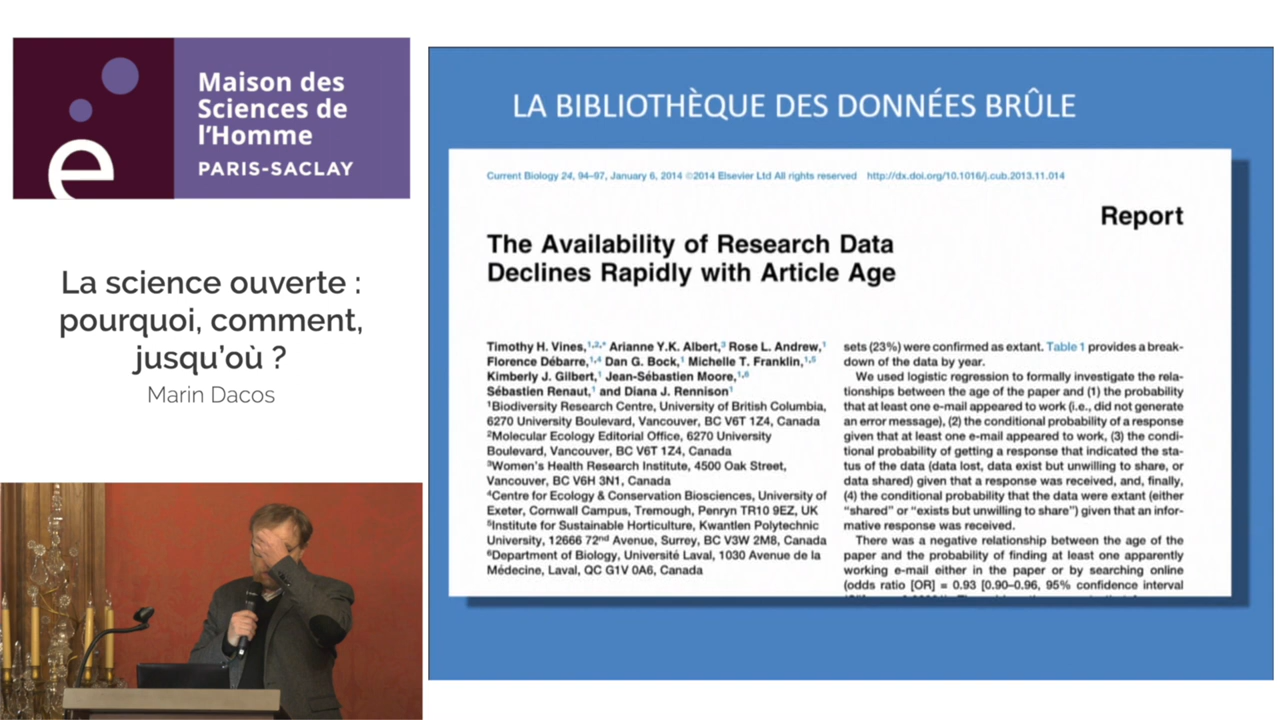 Maison des
Sciences de
l'Homme
PARIS-SACLAY
La science ouverte :
pourquoi, comment,
jusqu'où ?
Marin Dacos
LA BIBLIOTHÈQUE DES DONNÉES BRÛLE
Current Biology 24, 94–97, January 6, 2014 ©2014 Elsevier Ltd All rights reserved http://dx.doi.org/10.1016/j.cub.2013.11.014
Report
The Availability of Research Data
Declines Rapidly with Article Age
Timothy H. Vines,1,2,* Arianne Y.K. Albert,3 Rose L. Andrew,1
Florence Débarre,1,4 Dan G. Bock,1 Michelle T. Franklin,1,5
Kimberly J. Gilbert,1 Jean-Sébastien Moore,1,6
Sébastien Renaut,1 and Diana J. Rennison1
1Biodiversity Research Centre, University of British Columbia,
6270 University Boulevard, Vancouver, BC V6T 1Z4, Canada
2Molecular Ecology Editorial Office, 6270 University
Boulevard, Vancouver, BC V6T 1Z4, Canada
3Women's Health Research Institute, 4500 Oak Street,
Vancouver, BC V6H 3N1, Canada
4Centre for Ecology & Conservation Biosciences, University of
Exeter, Cornwall Campus, Tremough, Penryn TR10 9EZ, UK
5Institute for Sustainable Horticulture, Kwantlen Polytechnic
University, 12666 72nd Avenue, Surrey, BC V3W 2M8, Canada
6Department of Biology, Université Laval, 1030 Avenue de la
Médecine, Laval, QC G1V 0A6, Canada
sets (23%) were confirmed as extant. Table 1 provides a break-
down of the data by year.
We used logistic regression to formally investigate the rela-
tionships between the age of the paper and (1) the probability
that at least one e-mail appeared to work (i.e., did not generate
an error message), (2) the conditional probability of a response
given that at least one e-mail appeared to work, (3) the condi-
tional probability of getting a response that indicated the sta-
tus of the data (data lost, data exist but unwilling to share, or
data shared) given that a response was received, and, finally,
(4) the conditional probability that the data were extant (either
"shared" or "exists but unwilling to share") given that an infor-
mative response was received.
There was a negative relationship between the age of the
paper and the probability of finding at least one apparently
working e-mail either in the paper or by searching online
(odds ratio [OR] = 0.93 [0.90–0.96, 95% confidence interval